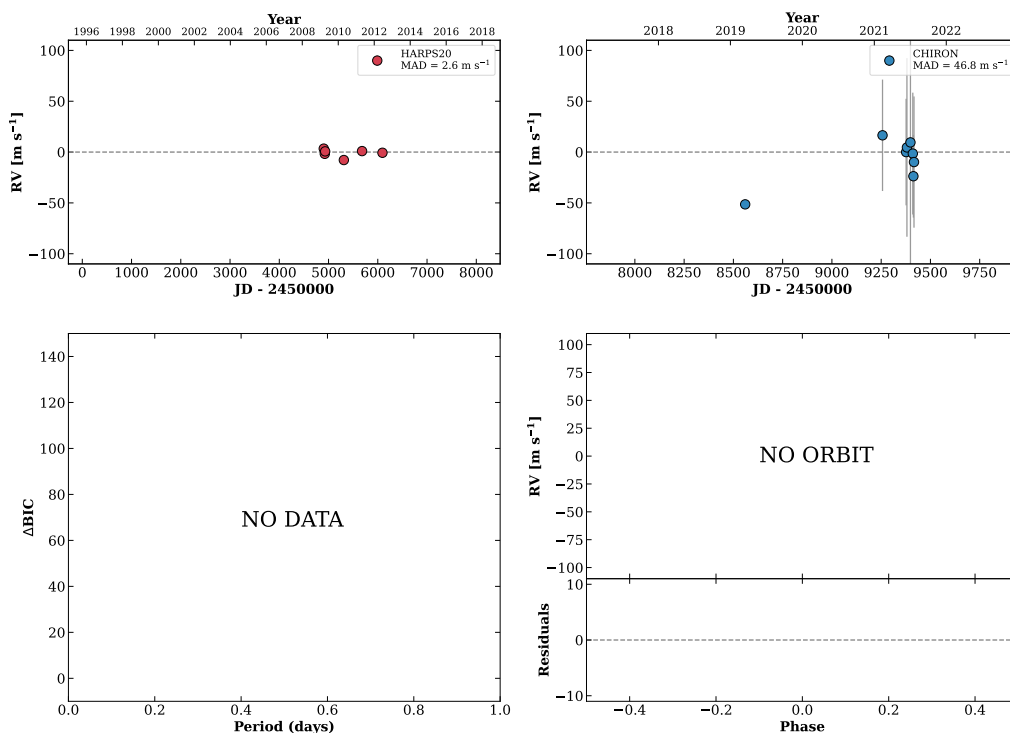 Year
1996 1998 2000 2002 2004 2006 2008 2010 2012 2014 2016 2018
HARPS20
MAD = 2.6 m s⁻¹
RV [m s⁻¹]
100
50
0
−50
−100
0 1000 2000 3000 4000 5000 6000 7000 8000
JD - 2450000
Year
2018 2019 2020 2021 2022
CHIRON
MAD = 46.8 m s⁻¹
RV [m s⁻¹]
100
50
0
−50
−100
8000 8250 8500 8750 9000 9250 9500 9750
JD - 2450000
ΔBIC
140
120
100
80
60
40
20
0
NO DATA
0.0 0.2 0.4 0.6 0.8 1.0
Period (days)
RV [m s⁻¹]
100
75
50
25
0
−25
−50
−75
−100
NO ORBIT
Residuals
10
0
−10
−0.4 −0.2 0.0 0.2 0.4
Phase